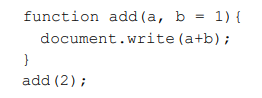 function add(a, b = 1){
  document.write(a+b);
}
add(2);